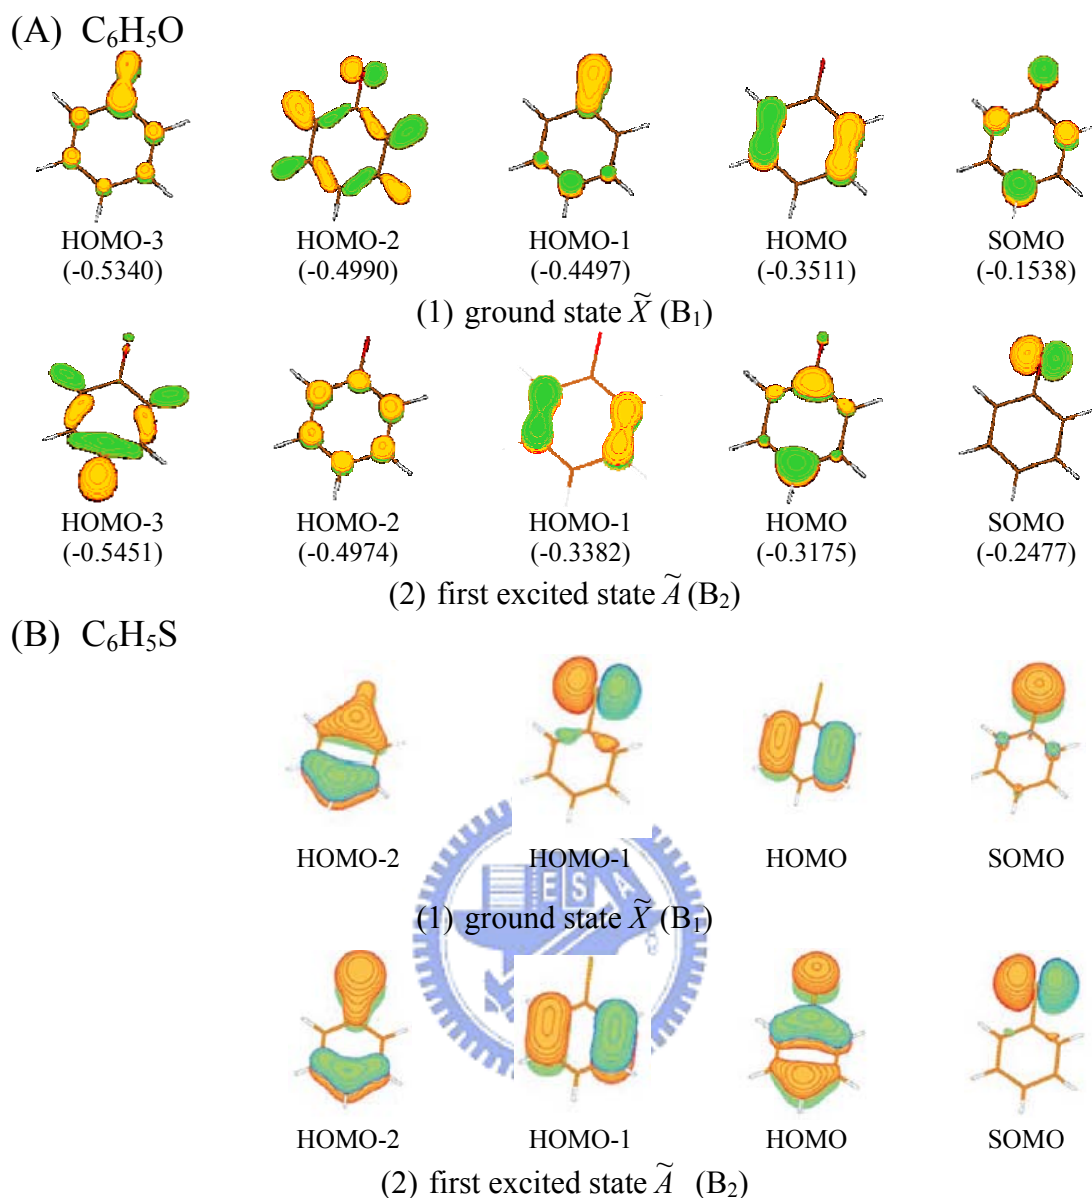 (A) C₆H₅O
HOMO-3 HOMO-2 HOMO-1 HOMO SOMO
(-0.5340) (-0.4990) (-0.4497) (-0.3511) (-0.1538)
(1) ground state X̃ (B₁)
HOMO-3 HOMO-2 HOMO-1 HOMO SOMO
(-0.5451) (-0.4974) (-0.3382) (-0.3175) (-0.2477)
(2) first excited state Ã (B₂)
(B) C₆H₅S
HOMO-2 HOMO-1 HOMO SOMO
ES
(1) ground state X̃ (B₁)
HOMO-2 HOMO-1 HOMO SOMO
(2) first excited state Ã (B₂)